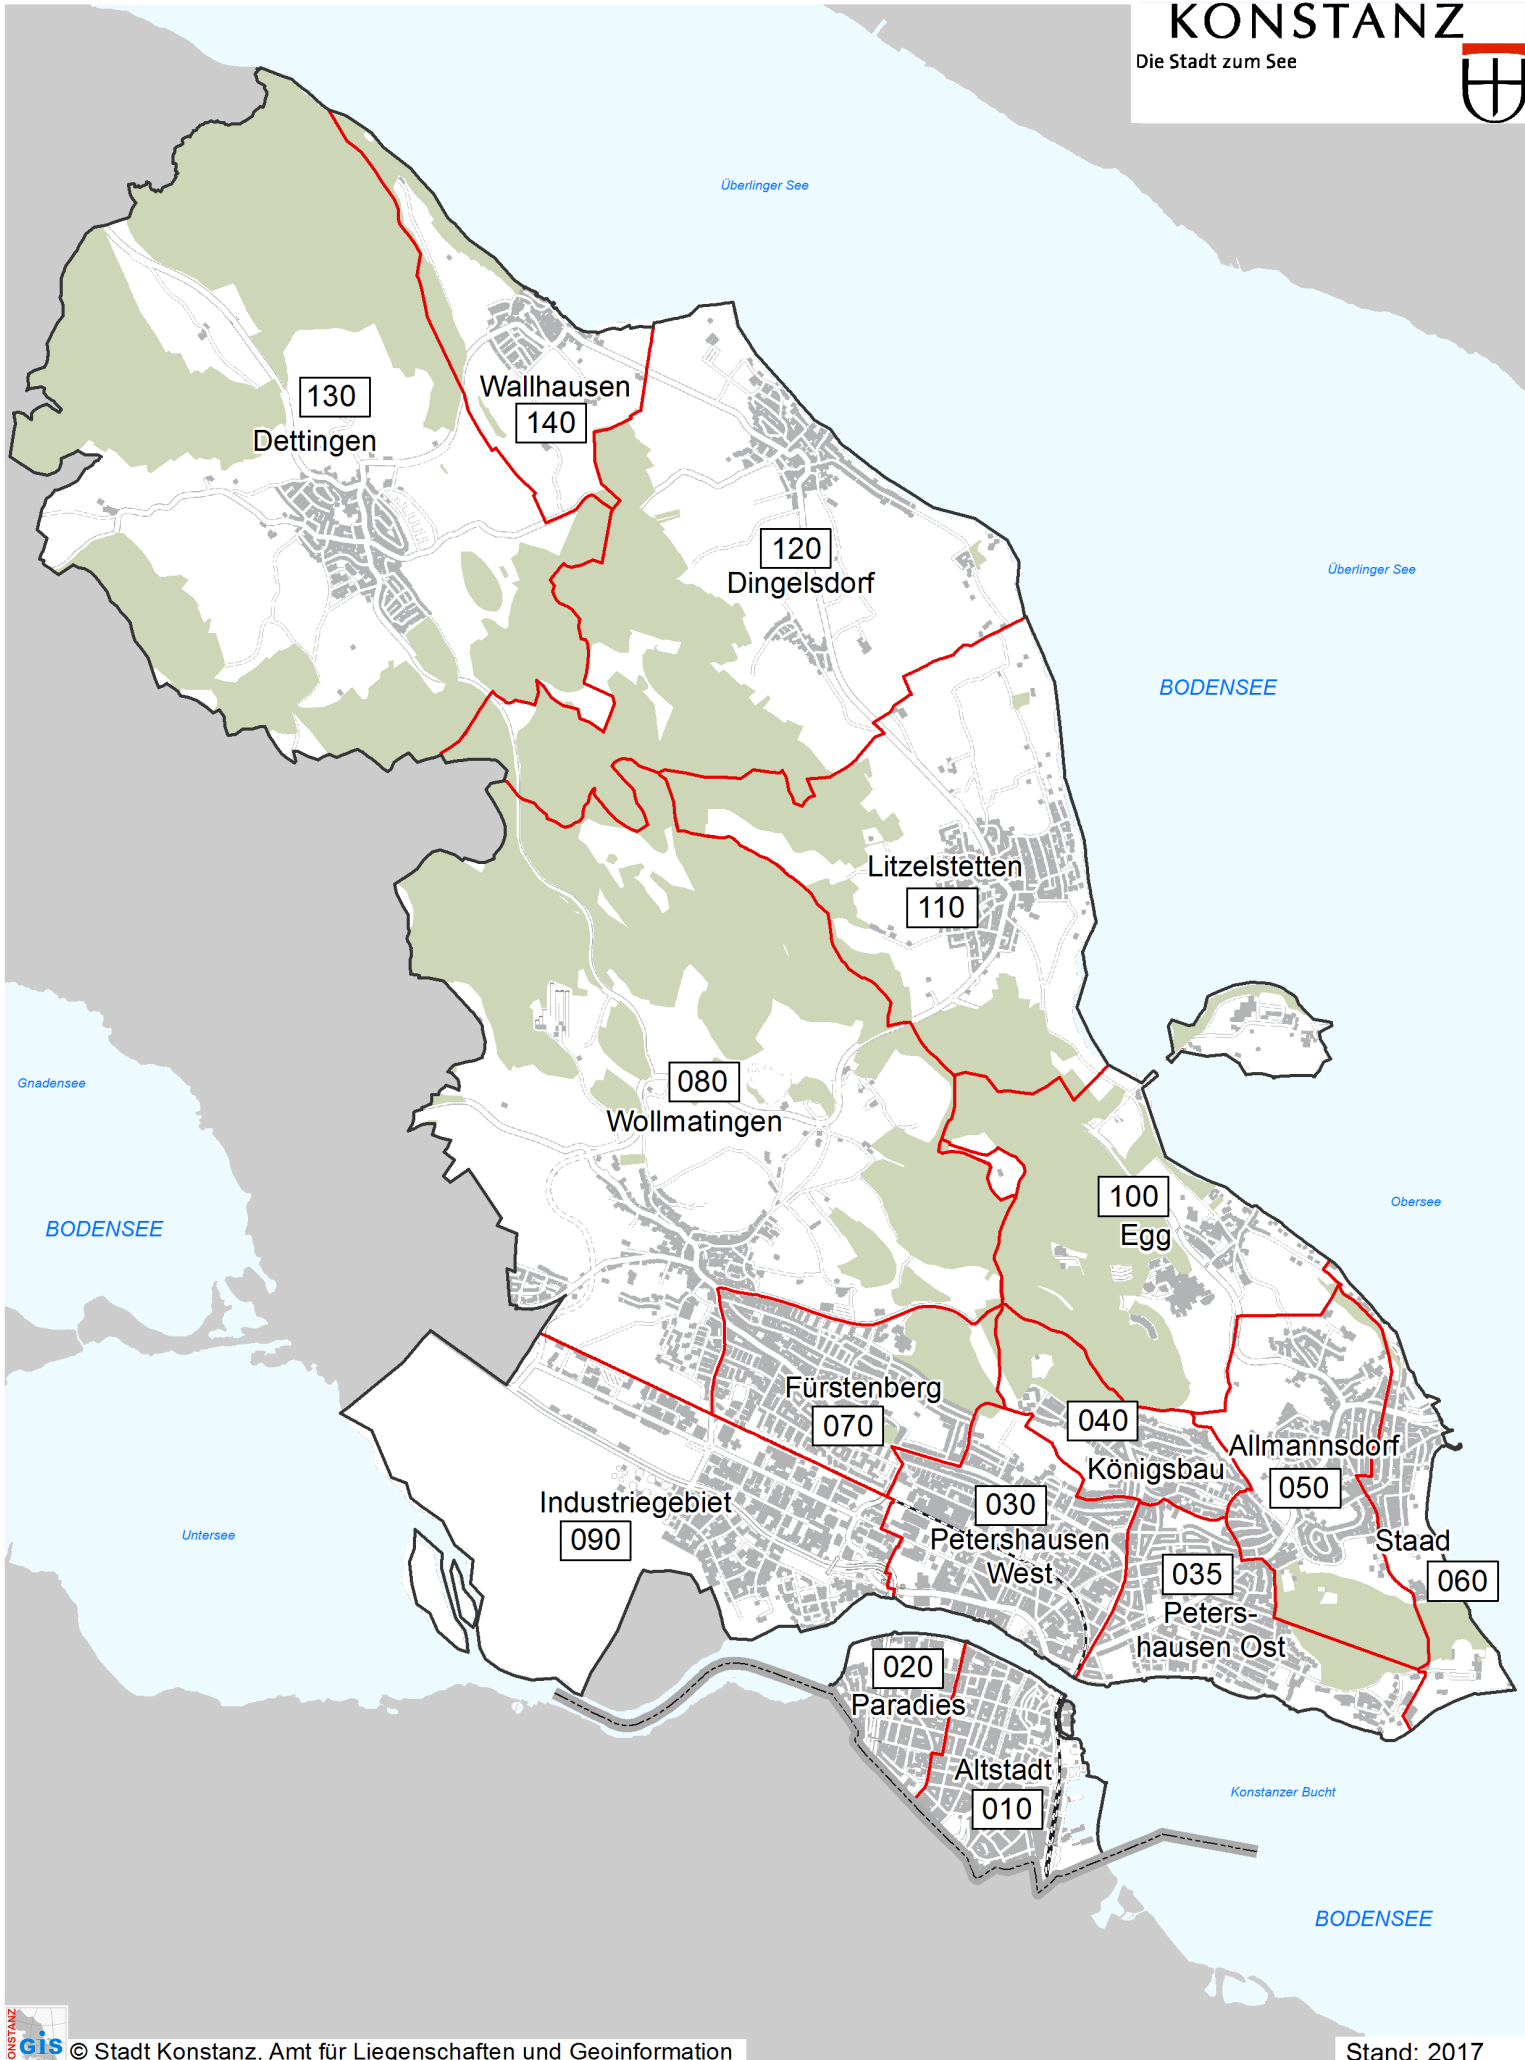 KONSTANZ
Die Stadt zum See
Überlinger See
130
Dettingen
Wallhausen
140
120
Dingelsdorf
Überlinger See
BODENSEE
Litzelstetten
110
080
Wollmatingen
Gnadensee
BODENSEE
100
Egg
Obersee
Fürstenberg
070
040
Königsbau
Allmannsdorf
050
Industriegebiet
090
030
Petershausen
West
035
Peters-
hausen Ost
Staad
060
Untersee
020
Paradies
Altstadt
010
Konstanzer Bucht
BODENSEE
ONSTANZ
GIS
© Stadt Konstanz, Amt für Liegenschaften und Geoinformation
Stand: 2017